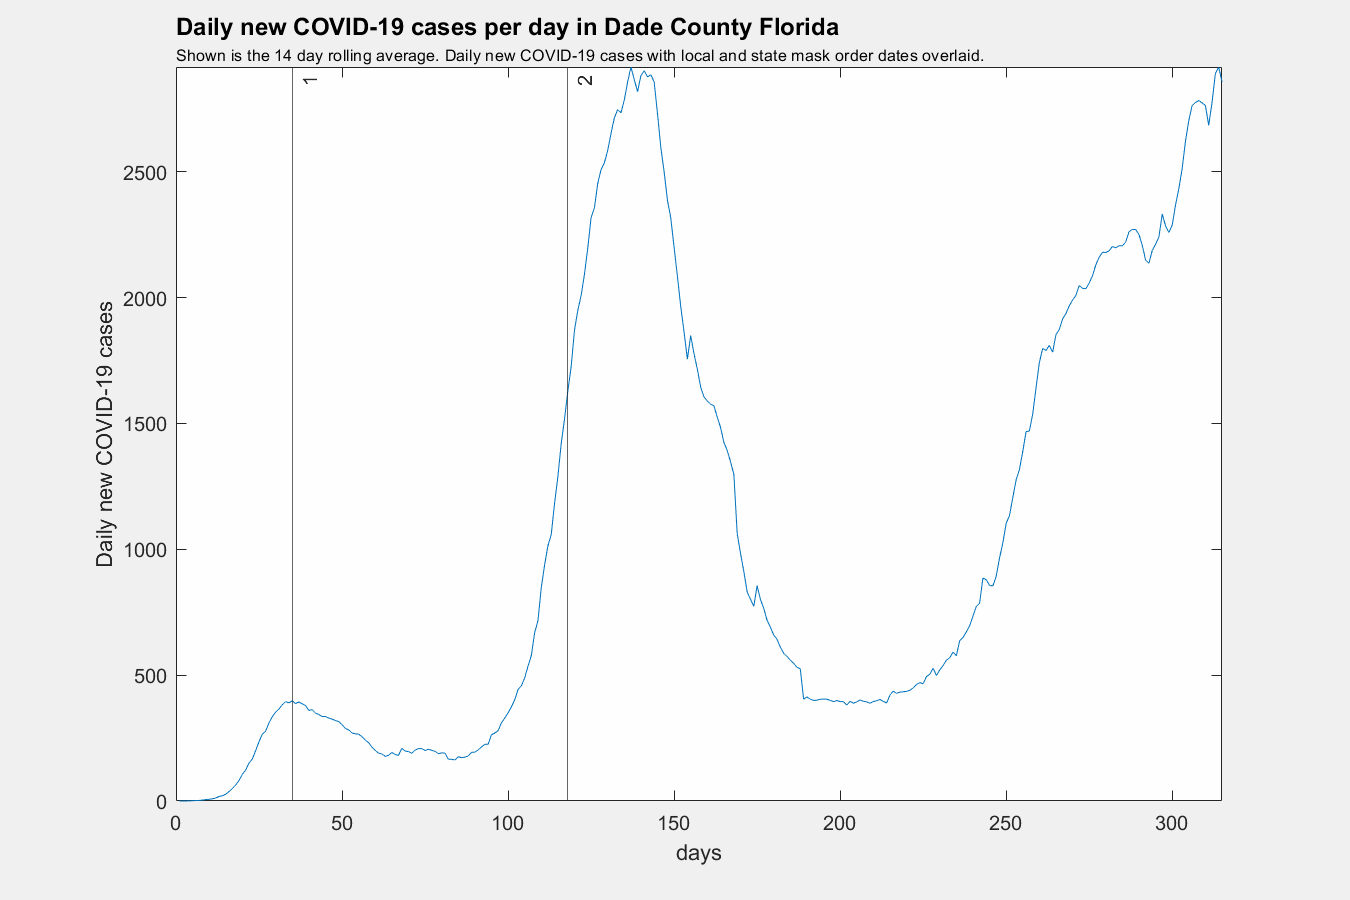 Daily new COVID-19 cases per day in Dade County Florida
Shown is the 14 day rolling average. Daily new COVID-19 cases with local and state mask order dates overlaid.
1
2
2500
2000
1500
1000
500
0
Daily new COVID-19 cases
0 50 100 150 200 250 300
days